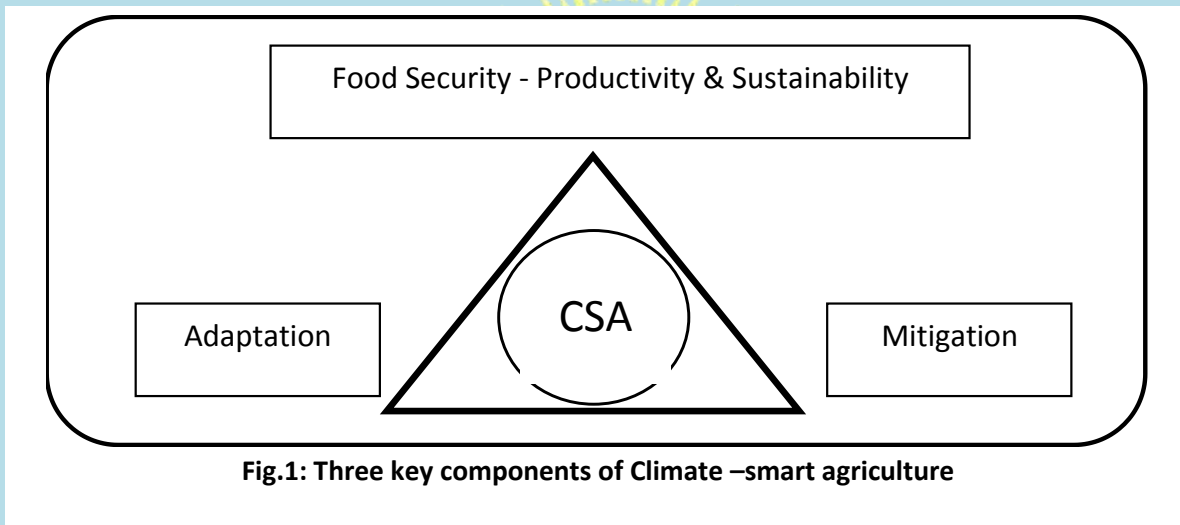 Food Security - Productivity & Sustainability
Adaptation
CSA
Mitigation
Fig.1: Three key components of Climate –smart agriculture